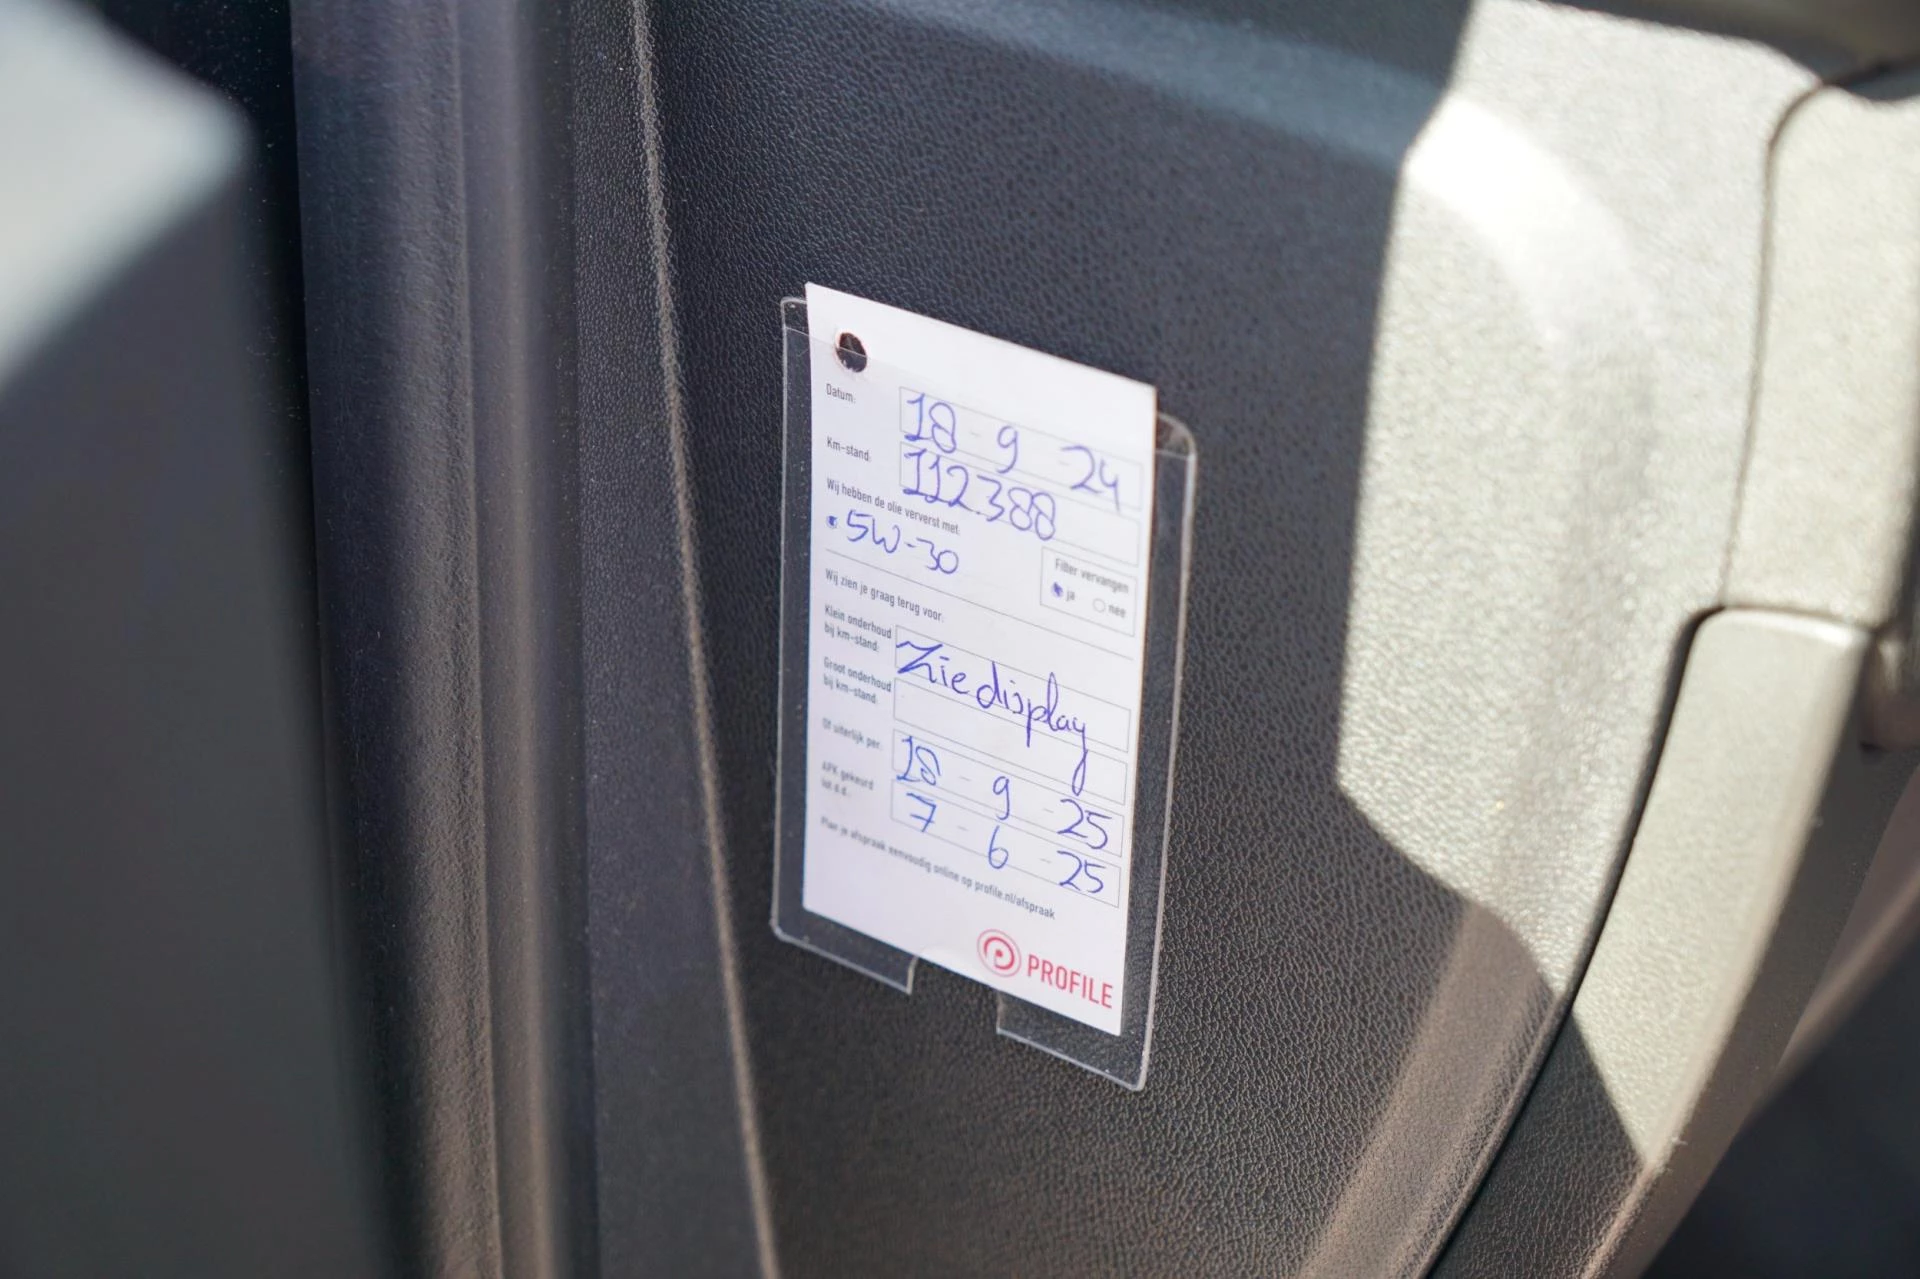 Datum: 18 - 9 - 24
Km-stand: 112.388
Wij hebben de olie ververst met:
5W-30
Filter vervangen
ja nee
Wij zien je graag terug voor:
Klein onderhoud
bij km-stand: Zie display
Groot onderhoud
bij km-stand:
Of uiterlijk per: 18 - 9 - 25
APK gekeurd
tot d.d.: 7 - 6 - 25
Plan je afspraak eenvoudig online op profile.nl/afspraak
PROFILE